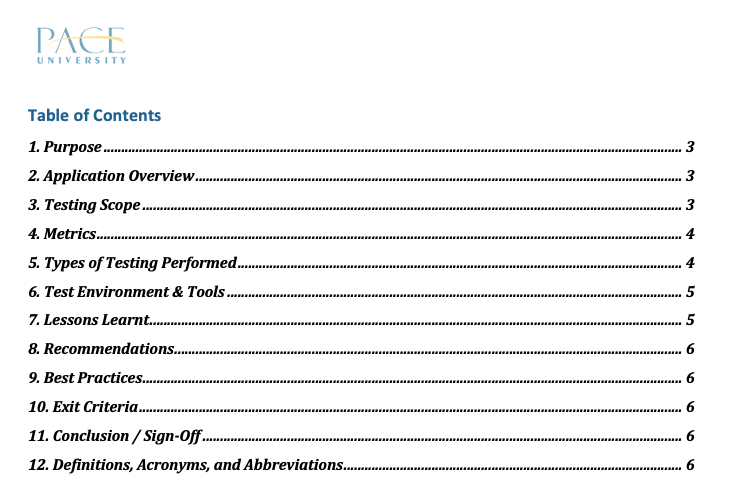 PACE
UNIVERSITY
Table of Contents
1. Purpose ........ 3
2. Application Overview ........ 3
3. Testing Scope ........ 3
4. Metrics ........ 4
5. Types of Testing Performed ........ 4
6. Test Environment & Tools ........ 5
7. Lessons Learnt ........ 5
8. Recommendations ........ 6
9. Best Practices ........ 6
10. Exit Criteria ........ 6
11. Conclusion / Sign-Off ........ 6
12. Definitions, Acronyms, and Abbreviations ........ 6